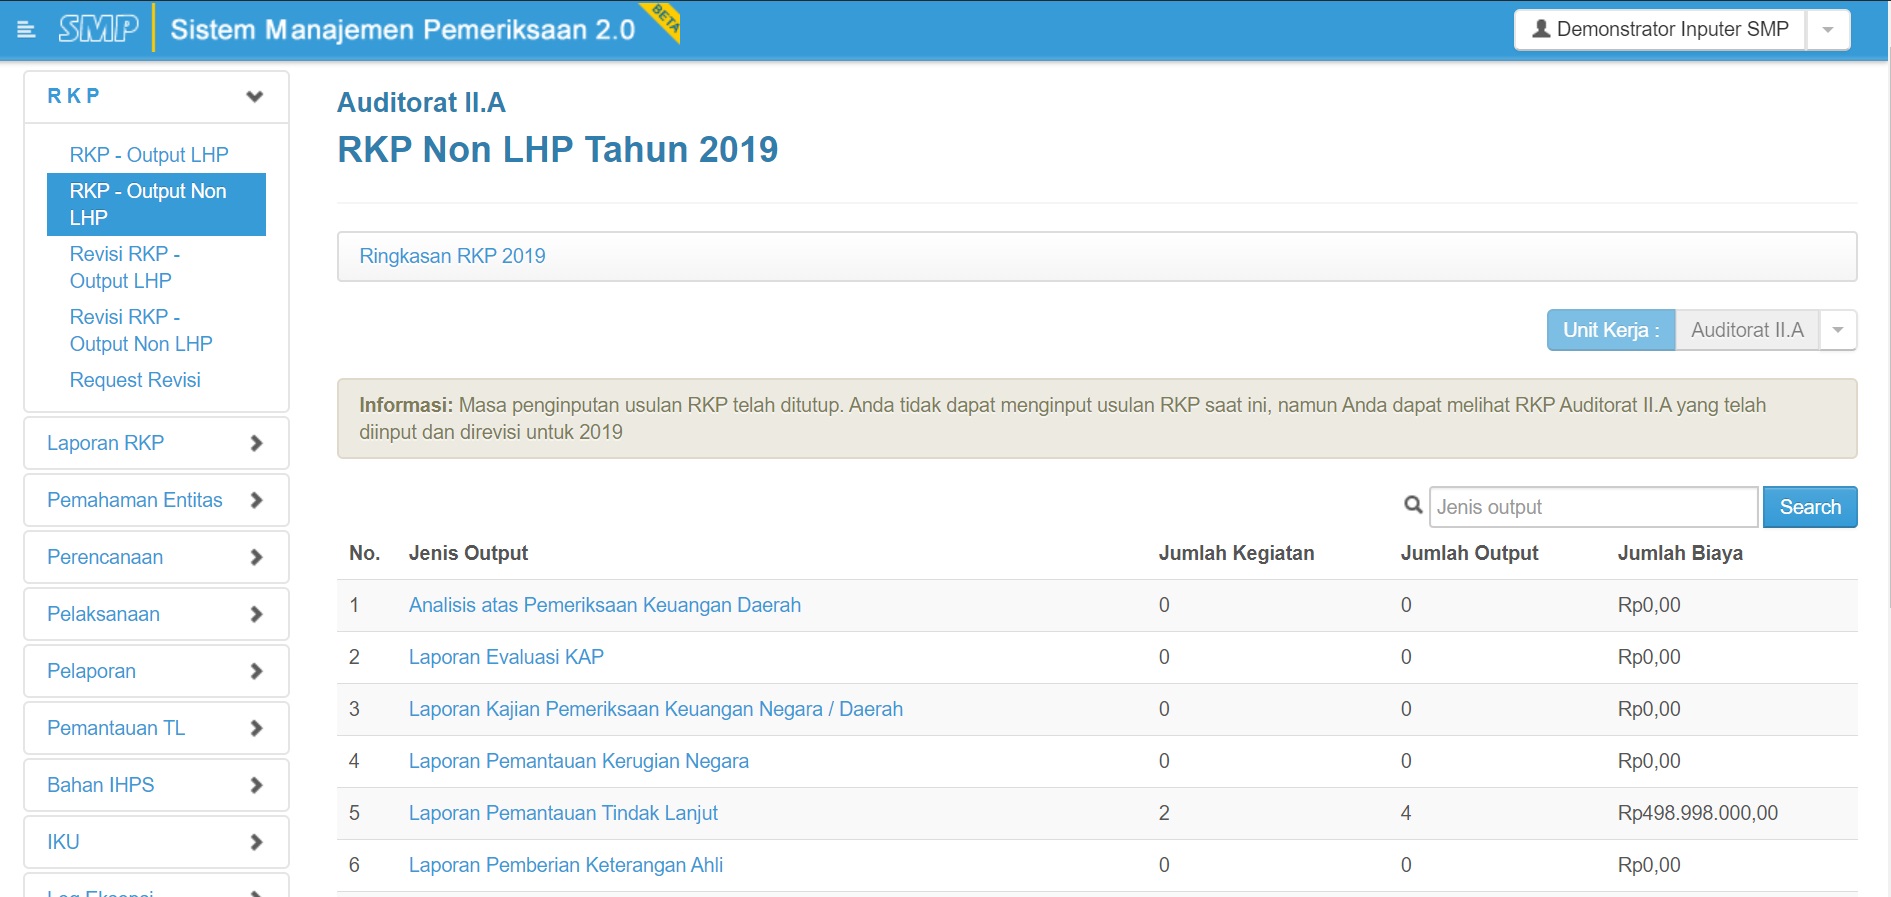 SMP Sistem Manajemen Pemeriksaan 2.0 BETA
Demonstrator Inputer SMP
R K P
RKP - Output LHP
RKP - Output Non
LHP
Revisi RKP -
Output LHP
Revisi RKP -
Output Non LHP
Request Revisi
Laporan RKP
Pemahaman Entitas
Perencanaan
Pelaksanaan
Pelaporan
Pemantauan TL
Bahan IHPS
IKU
Auditorat II.A
RKP Non LHP Tahun 2019
Ringkasan RKP 2019
Unit Kerja : Auditorat II.A
Informasi: Masa penginputan usulan RKP telah ditutup. Anda tidak dapat menginput usulan RKP saat ini, namun Anda dapat melihat RKP Auditorat II.A yang telah
diinput dan direvisi untuk 2019
Jenis output Search
No. Jenis Output Jumlah Kegiatan Jumlah Output Jumlah Biaya
1 Analisis atas Pemeriksaan Keuangan Daerah 0 0 Rp0,00
2 Laporan Evaluasi KAP 0 0 Rp0,00
3 Laporan Kajian Pemeriksaan Keuangan Negara / Daerah 0 0 Rp0,00
4 Laporan Pemantauan Kerugian Negara 0 0 Rp0,00
5 Laporan Pemantauan Tindak Lanjut 2 4 Rp498.998.000,00
6 Laporan Pemberian Keterangan Ahli 0 0 Rp0,00